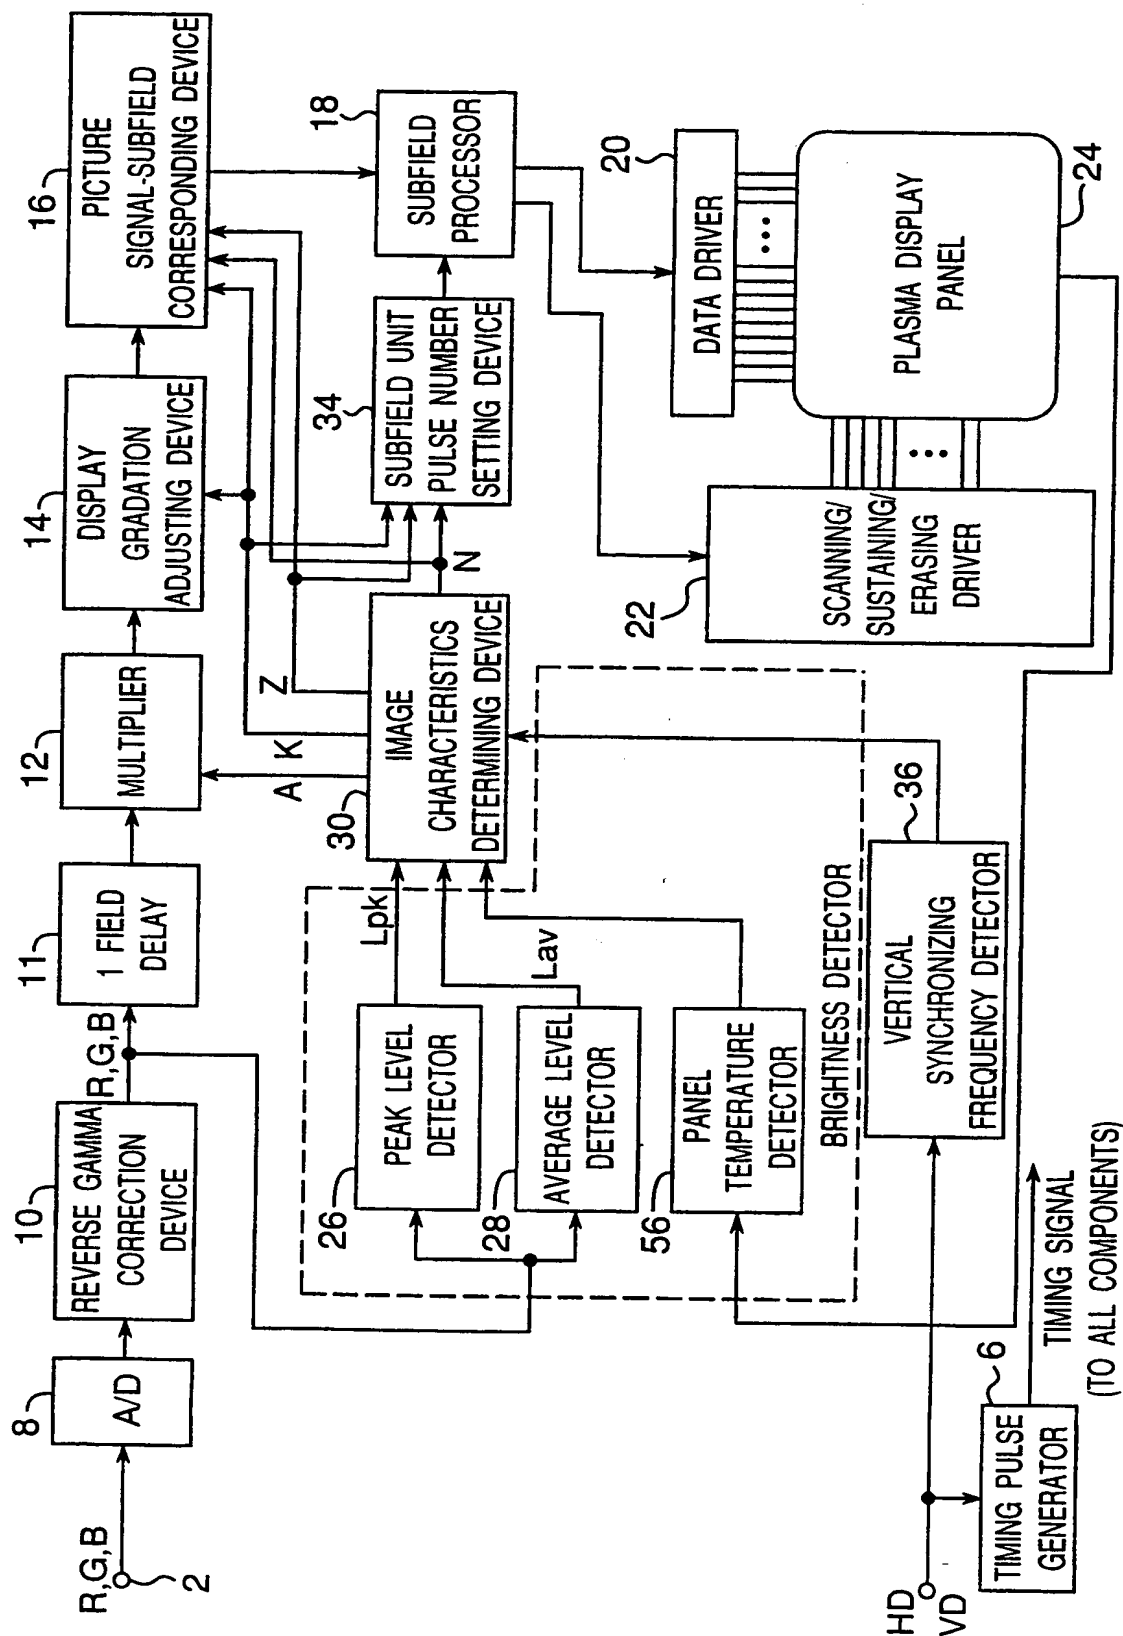 R,G,B
2
8
A/D
10
REVERSE GAMMA
CORRECTION
DEVICE
R,G,B
11
1 FIELD
DELAY
12
MULTIPLIER
14
DISPLAY
GRADATION
ADJUSTING DEVICE
16
PICTURE
SIGNAL-SUBFIELD
CORRESPONDING DEVICE
26
PEAK LEVEL
DETECTOR
Lpk
28
AVERAGE LEVEL
DETECTOR
Lav
56
PANEL
TEMPERATURE
DETECTOR
BRIGHTNESS DETECTOR
30
IMAGE
CHARACTERISTICS
DETERMINING DEVICE
A
K
Z
N
34
SUBFIELD UNIT
PULSE NUMBER
SETTING DEVICE
18
SUBFIELD
PROCESSOR
20
DATA DRIVER
22
SCANNING/
SUSTAINING/
ERASING
DRIVER
PLASMA DISPLAY
PANEL
24
36
VERTICAL
SYNCHRONIZING
FREQUENCY DETECTOR
HD
VD
6
TIMING PULSE
GENERATOR
TIMING SIGNAL
(TO ALL COMPONENTS)